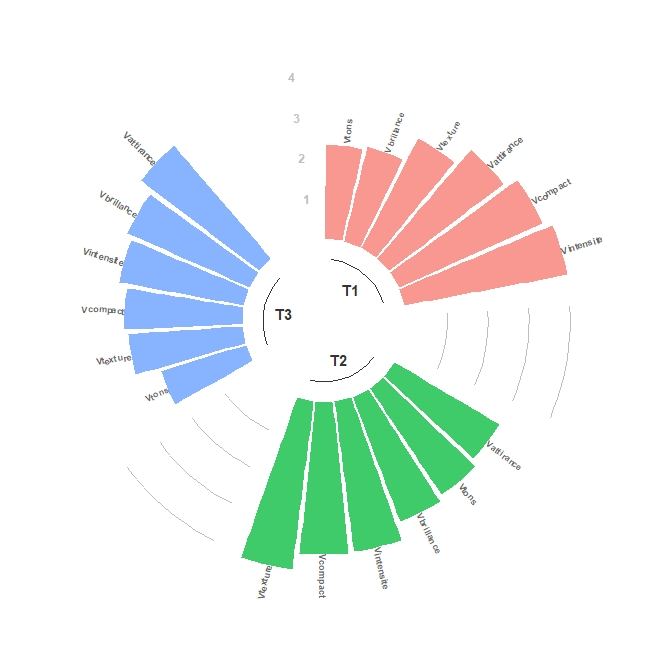 4
3
2
1
Vtons
Vbrillance
Vtexture
Vattirance
Vcompact
Vintensite
T1
Vattirance
Vbrillance
Vintensite
Vcompact
Vtexture
Vtons
T3
T2
Vattirance
Vtons
Vbrillance
Vintensite
Vcompact
Vtexture